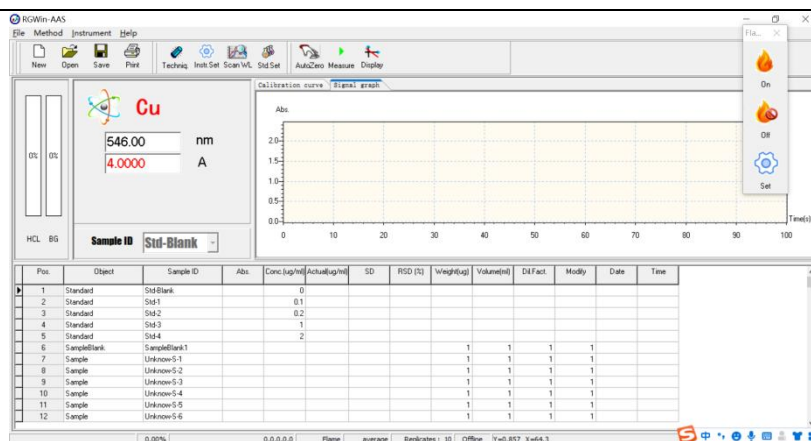 RGWin-AAS
File Method Instrument Help
New Open Save Print Techniq Instr.Set Scan WL Std.Set AutoZero Measure Display
Fla...
On
Off
Set
Cu
546.00 nm
4.0000 A
0% 0%
HCL BG
Sample ID Std-Blank
Calibration curve Signal graph
Abs.
2.0
1.5
1.0
0.5
0.0
0 10 20 30 40 50 60 70 80 90 100
Time(s)
Pos. Object Sample ID Abs. Conc.(ug/ml) Actual(ug/ml) SD RSD (%) Weight(ug) Volume(ml) Dil.Fact. Modify Date Time
1 Standard Std-Blank 0
2 Standard Std-1 0.1
3 Standard Std-2 0.2
4 Standard Std-3 1
5 Standard Std-4 2
6 SampleBlank SampleBlank1 1 1 1 1
7 Sample Unknow-S-1 1 1 1 1
8 Sample Unknow-S-2 1 1 1 1
9 Sample Unknow-S-3 1 1 1 1
10 Sample Unknow-S-4 1 1 1 1
11 Sample Unknow-S-5 1 1 1 1
12 Sample Unknow-S-6 1 1 1 1
0.00% 0,0,0,0,0 Flame average Replicates : 10 Offline Y=0.857 X=64.3
中